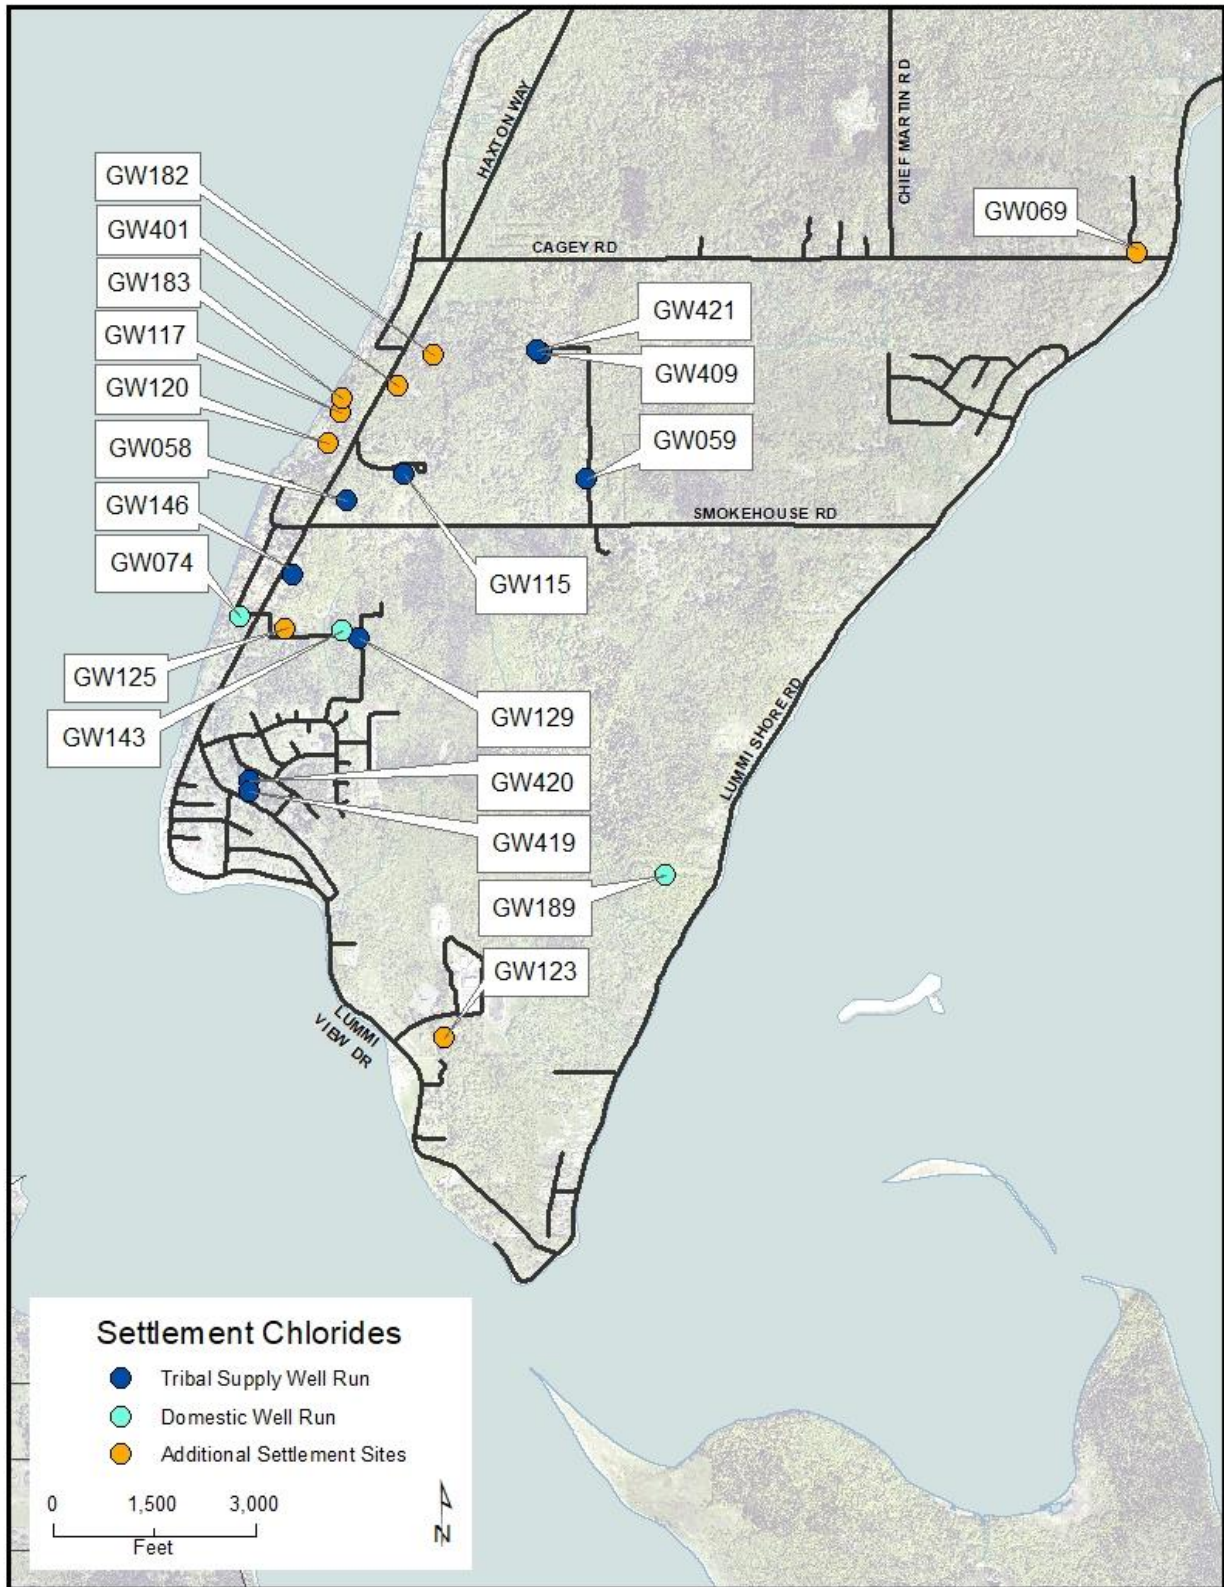 HAXTON WAY
CHIEF MARTIN RD
GW182
GW401
GW183
GW117
GW120
GW058
GW146
GW074
GW069
CAGEY RD
GW421
GW409
GW059
SMOKEHOUSE RD
GW115
GW125
GW143
GW129
GW420
GW419
GW189
GW123
LUMMI SHORE RD
LUMMI
VIEW DR
Settlement Chlorides
Tribal Supply Well Run
Domestic Well Run
Additional Settlement Sites
0 1,500 3,000
Feet
N